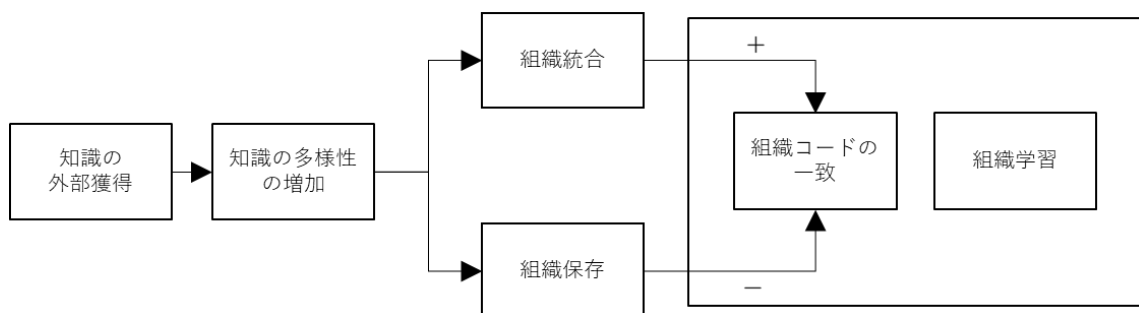 知識の
外部獲得
知識の多様性
の増加
組織統合
組織保存
＋
－
組織コードの
一致
組織学習